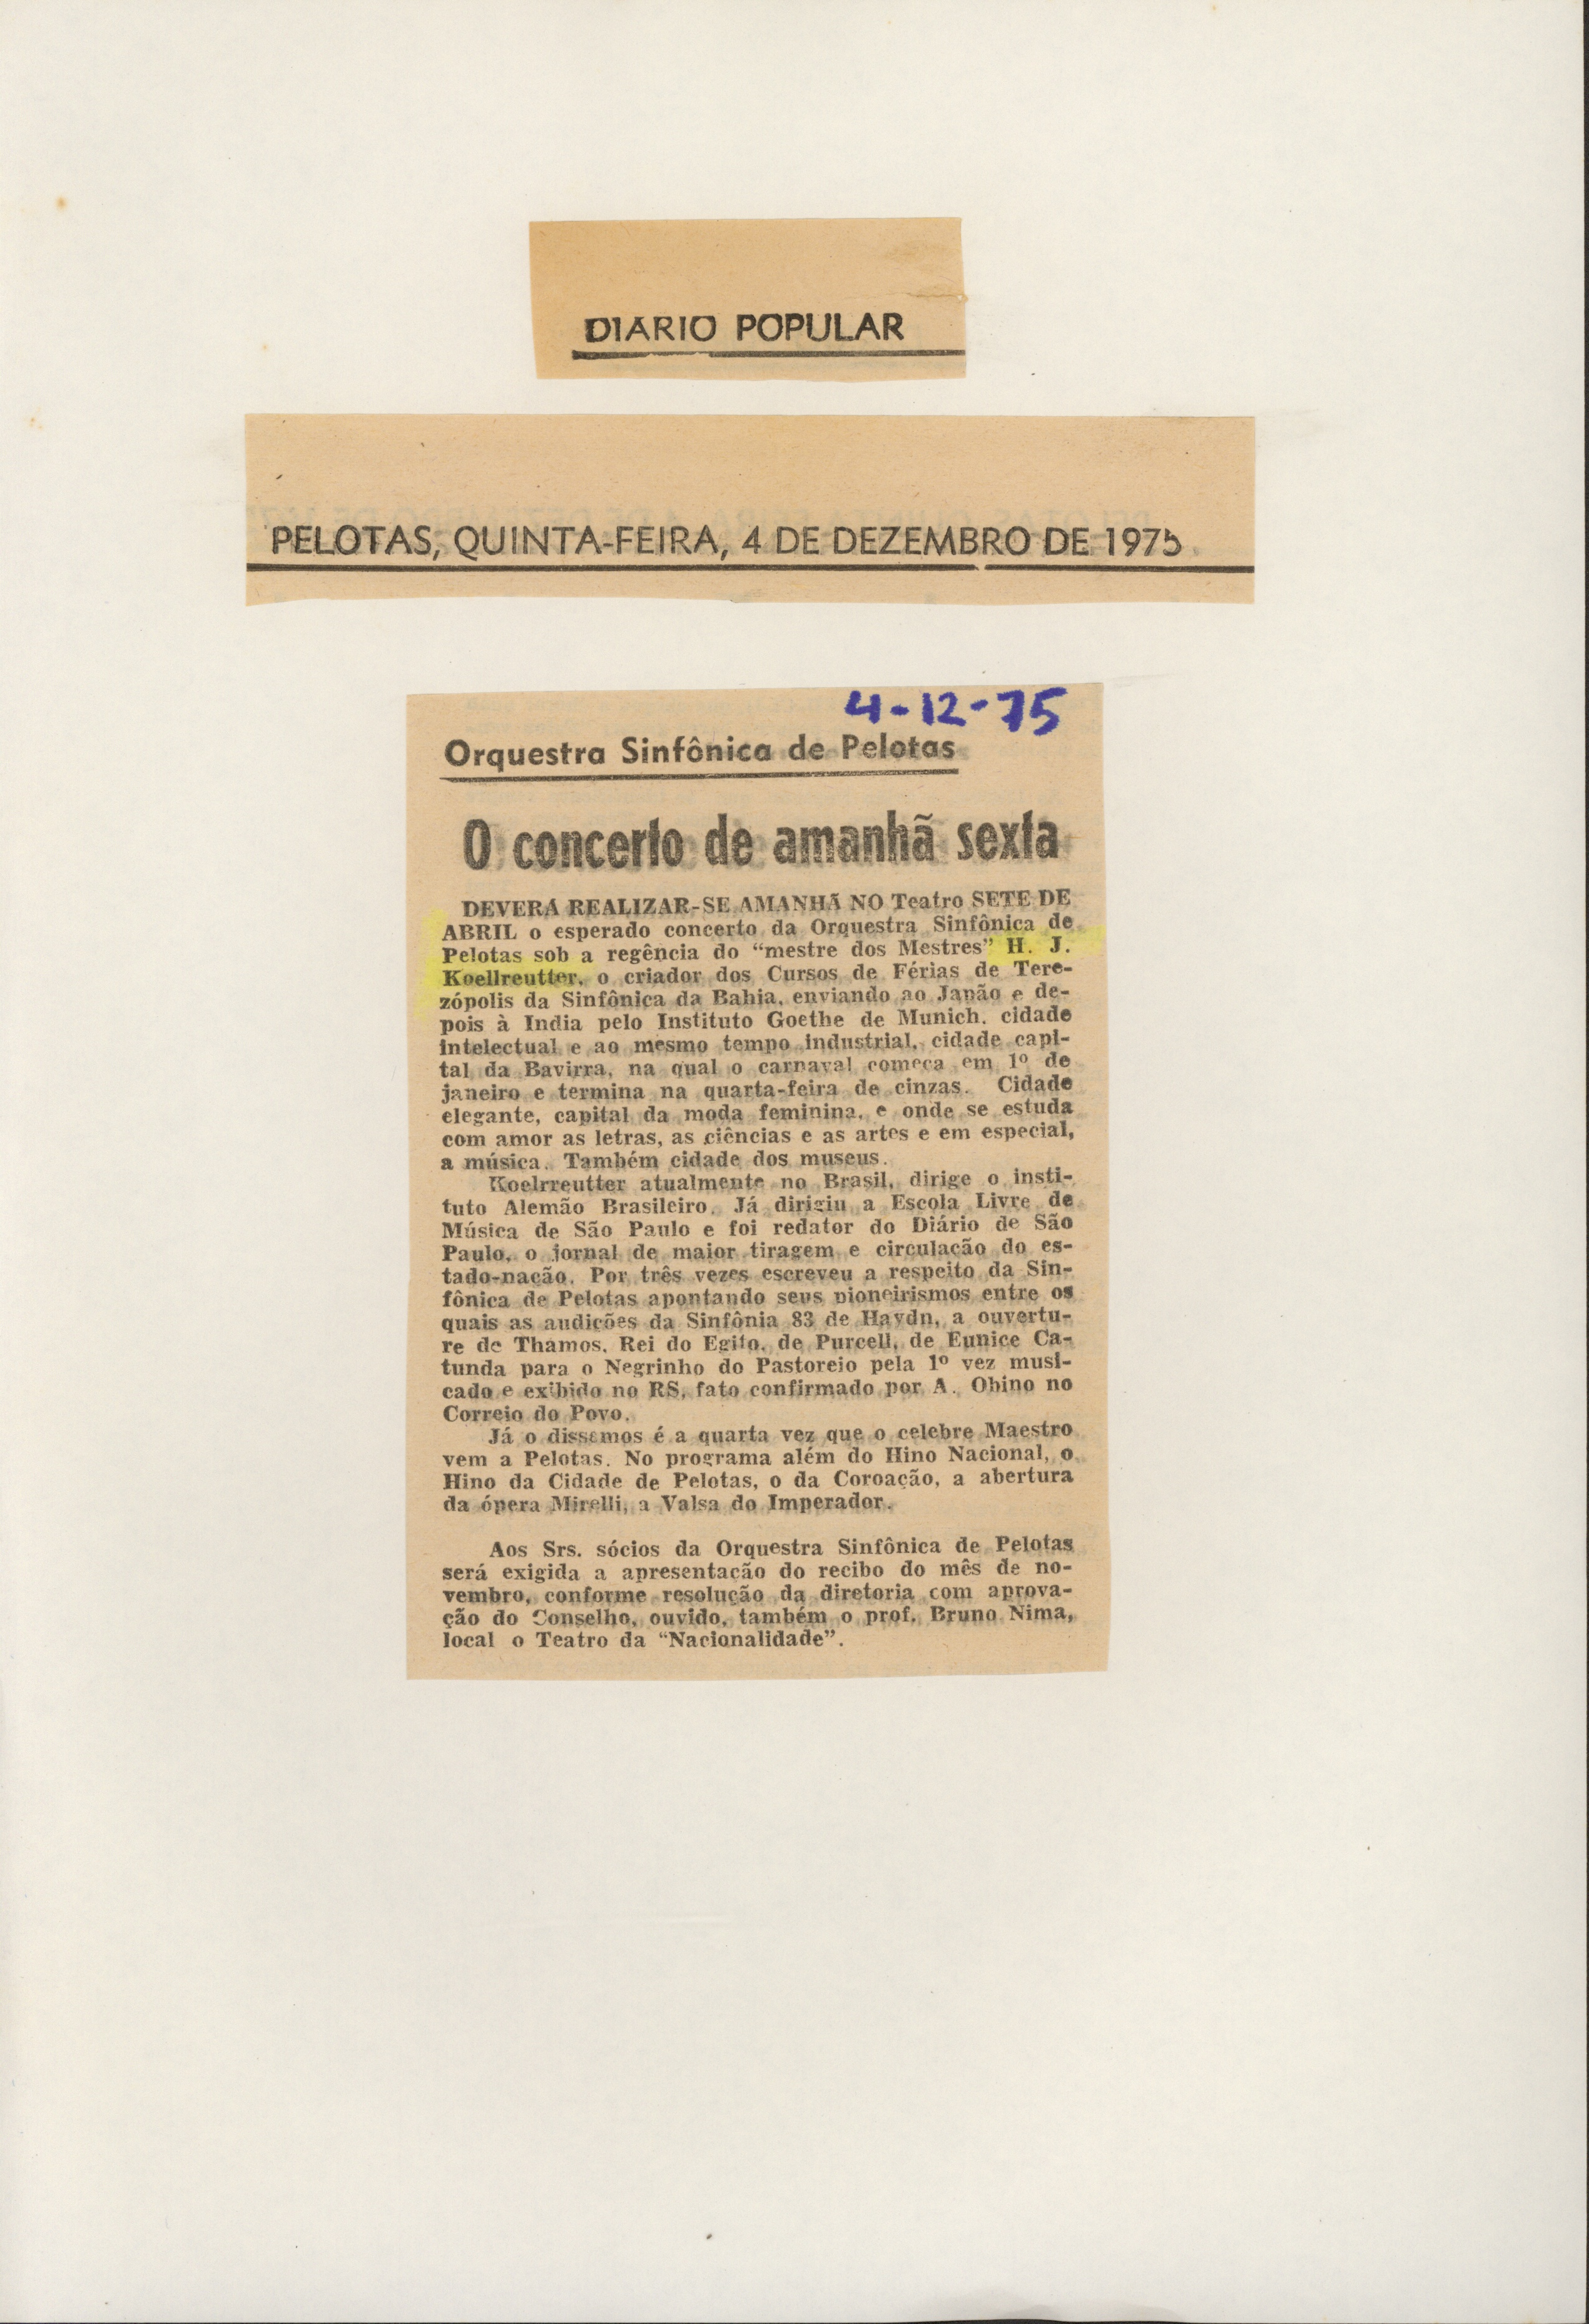 DIARIO POPULAR
PELOTAS, QUINTA-FEIRA, 4 DE DEZEMBRO DE 1975
4-12-75
Orquestra Sinfônica de Pelotas
O concerto de amanhã sexta
DEVERÁ REALIZAR-SE AMANHÃ NO Teatro SETE DE
ABRIL o esperado concerto da Orquestra Sinfônica de
Pelotas sob a regência do "mestre dos Mestres" H. J.
Koellreutter, o criador dos Cursos de Férias de Tere-
zópolis da Sinfônica da Bahia, enviando ao Japão e de-
pois à India pelo Instituto Goethe de Munich. cidade
intelectual e ao mesmo tempo industrial, cidade capi-
tal da Bavirra, na qual o carnaval começa em 1º de
janeiro e termina na quarta-feira de cinzas. Cidade
elegante, capital da moda feminina, e onde se estuda
com amor as letras, as ciências e as artes e em especial,
a música. Também cidade dos museus.
Koelrreutter atualmente no Brasil, dirige o insti-
tuto Alemão Brasileiro. Já dirigiu a Escola Livre de
Música de São Paulo e foi redator do Diário de São
Paulo, o jornal de maior tiragem e circulação do es-
tado-nação. Por três vezes escreveu a respeito da Sin-
fônica de Pelotas apontando seus pioneirismos entre os
quais as audições da Sinfônia 83 de Haydn, a ouvertu-
re de Thamos, Rei do Egito, de Purcell, de Eunice Ca-
tunda para o Negrinho do Pastoreio pela 1º vez musi-
cado e exibido no RS, fato confirmado por A. Obino no
Correio do Povo.
Já o dissemos é a quarta vez que o celebre Maestro
vem a Pelotas. No programa além do Hino Nacional, o
Hino da Cidade de Pelotas, o da Coroação, a abertura
da ópera Mirelli, a Valsa do Imperador.
Aos Srs. sócios da Orquestra Sinfônica de Pelotas
será exigida a apresentação do recibo do mês de no-
vembro, conforme resolução da diretoria com aprova-
ção do Conselho, ouvido, também o prof. Bruno Nima,
local o Teatro da "Nacionalidade".